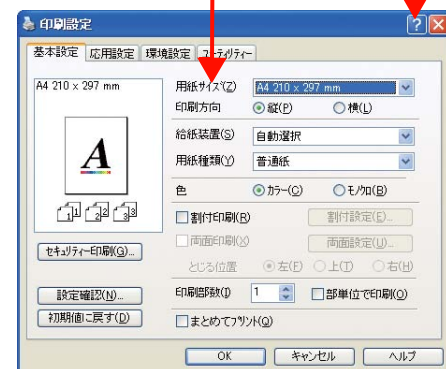 印刷設定
基本設定 応用設定 環境設定 ユーティリティー
A4 210 x 297 mm
A
1 1 2 2 3 3
セキュリティー印刷(G)...
設定確認(N)...
初期値に戻す(D)
用紙サイズ(Z) A4 210 x 297 mm
印刷方向 縦(P) 横(L)
給紙装置(S) 自動選択
用紙種類(Y) 普通紙
色 カラー(C) モノクロ(B)
割付印刷(R) 割付設定(E)...
両面印刷(X) 両面設定(U)...
とじる位置 左(F) 上(T) 右(H)
印刷部数(I) 1 部単位で印刷(O)
まとめてプリント(Q)
OK キャンセル ヘルプ